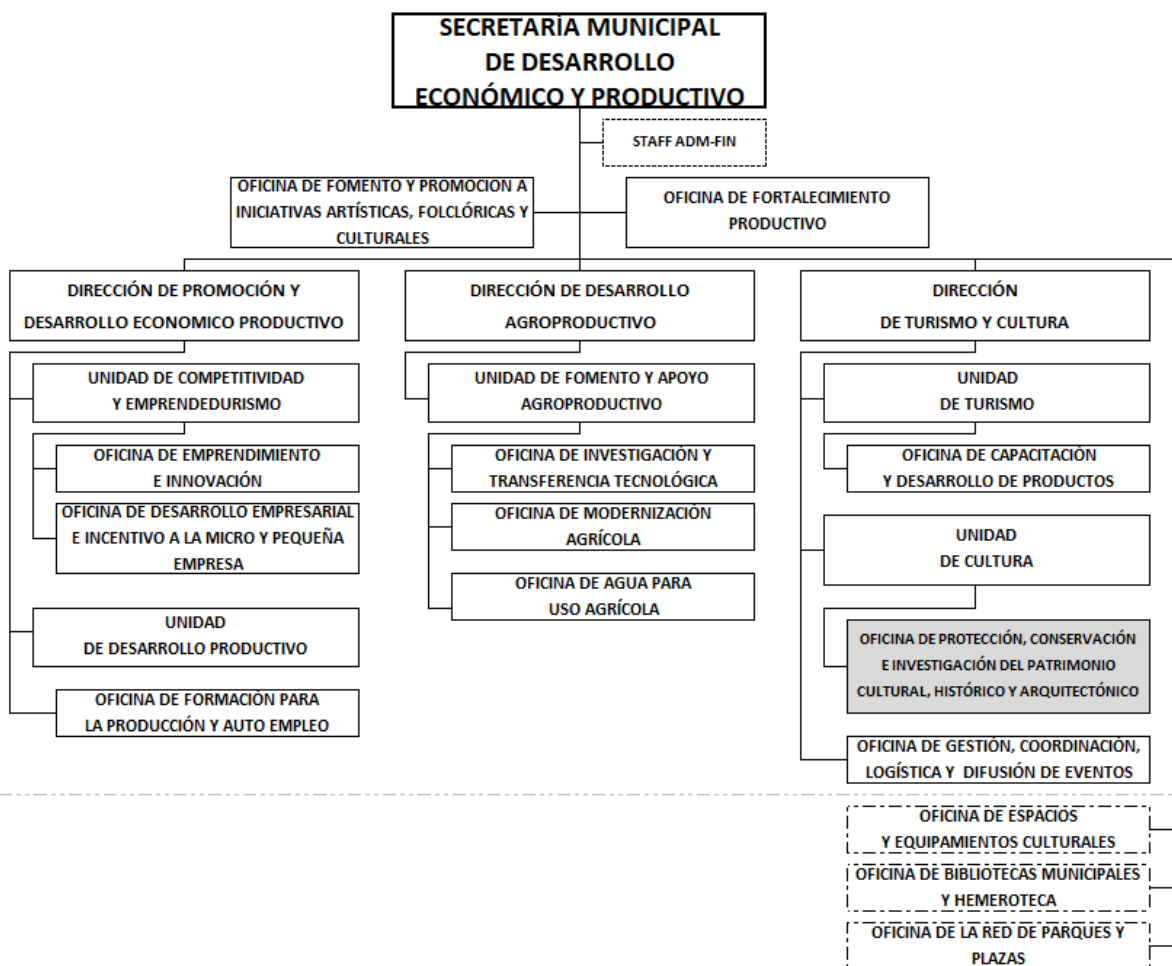 SECRETARÍA MUNICIPAL
DE DESARROLLO
ECONÓMICO Y PRODUCTIVO
STAFF ADM-FIN
OFICINA DE FOMENTO Y PROMOCION A
INICIATIVAS ARTÍSTICAS, FOLCLÓRICAS Y
CULTURALES
OFICINA DE FORTALECIMIENTO
PRODUCTIVO
DIRECCIÓN DE PROMOCIÓN Y
DESARROLLO ECONOMICO PRODUCTIVO
UNIDAD DE COMPETITIVIDAD
Y EMPRENDEDURISMO
OFICINA DE EMPRENDIMIENTO
E INNOVACIÓN
OFICINA DE DESARROLLO EMPRESARIAL
E INCENTIVO A LA MICRO Y PEQUEÑA
EMPRESA
UNIDAD
DE DESARROLLO PRODUCTIVO
OFICINA DE FORMACIÓN PARA
LA PRODUCCIÓN Y AUTO EMPLEO
DIRECCIÓN DE DESARROLLO
AGROPRODUCTIVO
UNIDAD DE FOMENTO Y APOYO
AGROPRODUCTIVO
OFICINA DE INVESTIGACIÓN Y
TRANSFERENCIA TECNOLÓGICA
OFICINA DE MODERNIZACIÓN
AGRÍCOLA
OFICINA DE AGUA PARA
USO AGRÍCOLA
DIRECCIÓN
DE TURISMO Y CULTURA
UNIDAD
DE TURISMO
OFICINA DE CAPACITACIÓN
Y DESARROLLO DE PRODUCTOS
UNIDAD
DE CULTURA
OFICINA DE PROTECCIÓN, CONSERVACIÓN
E INVESTIGACIÓN DEL PATRIMONIO
CULTURAL, HISTÓRICO Y ARQUITECTÓNICO
OFICINA DE GESTIÓN, COORDINACIÓN,
LOGÍSTICA Y DIFUSIÓN DE EVENTOS
OFICINA DE ESPACIOS
Y EQUIPAMIENTOS CULTURALES
OFICINA DE BIBLIOTECAS MUNICIPALES
Y HEMEROTECA
OFICINA DE LA RED DE PARQUES Y
PLAZAS